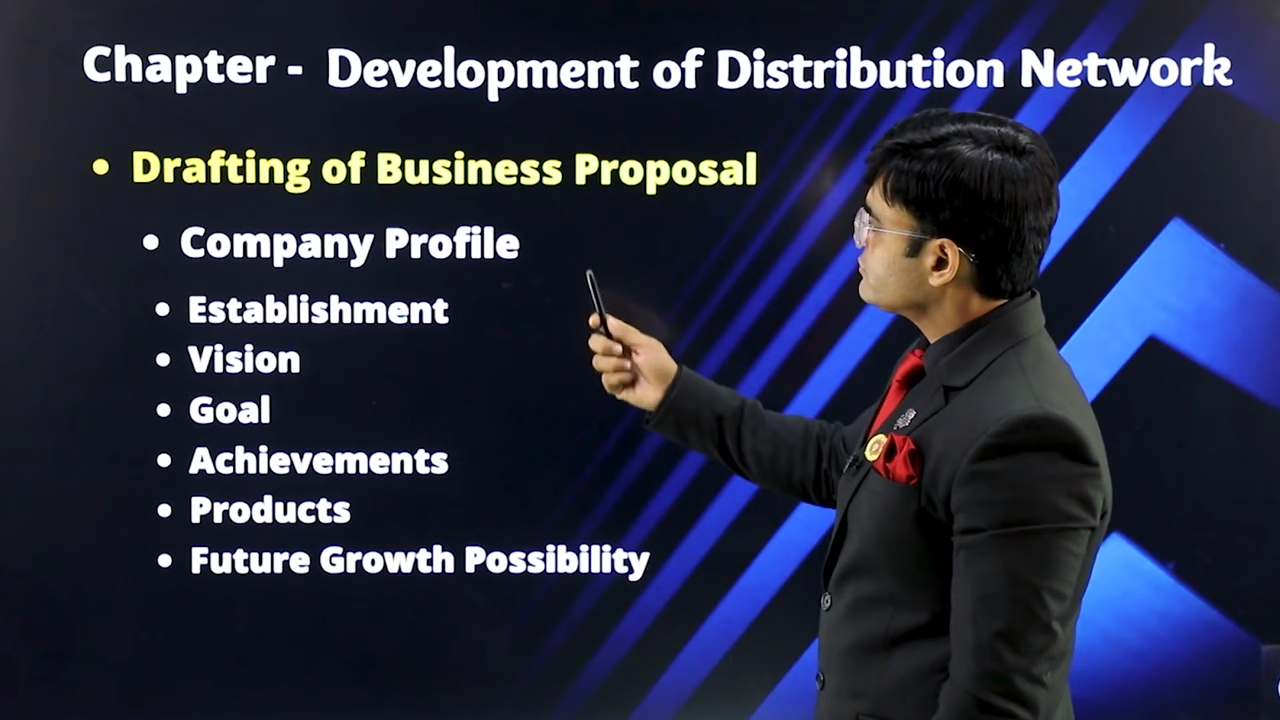 Chapter - Development of Distribution Network
• Drafting of Business Proposal
• Company Profile
• Establishment
• Vision
• Goal
• Achievements
• Products
• Future Growth Possibility